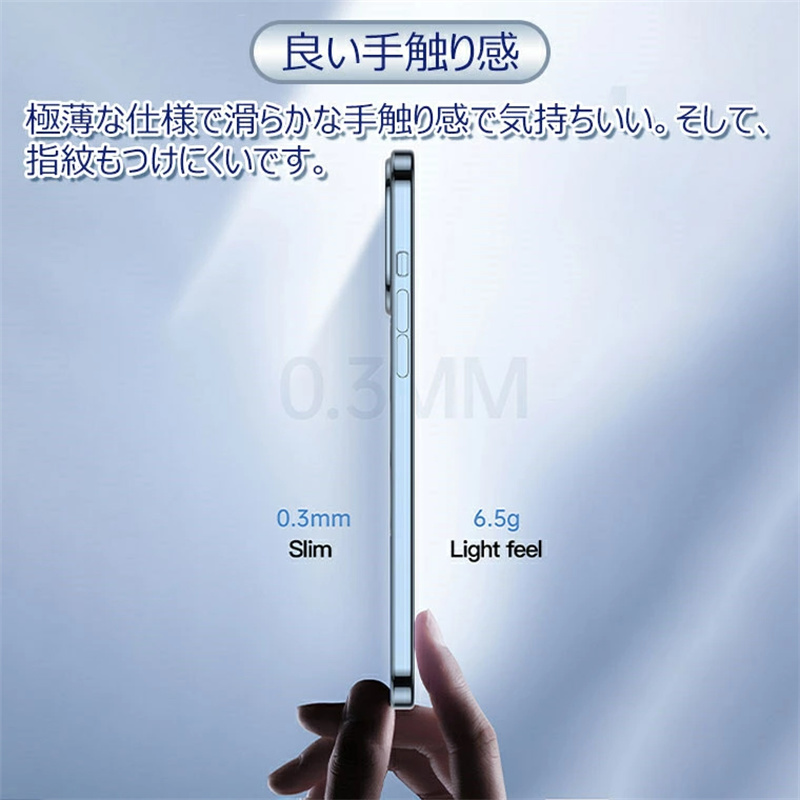 良い手触り感
極薄な仕様で滑らかな手触り感で気持ちいい。そして、
指紋もつけにくいです。
0.3MM
0.3mm
6.5g
Slim
Light feel